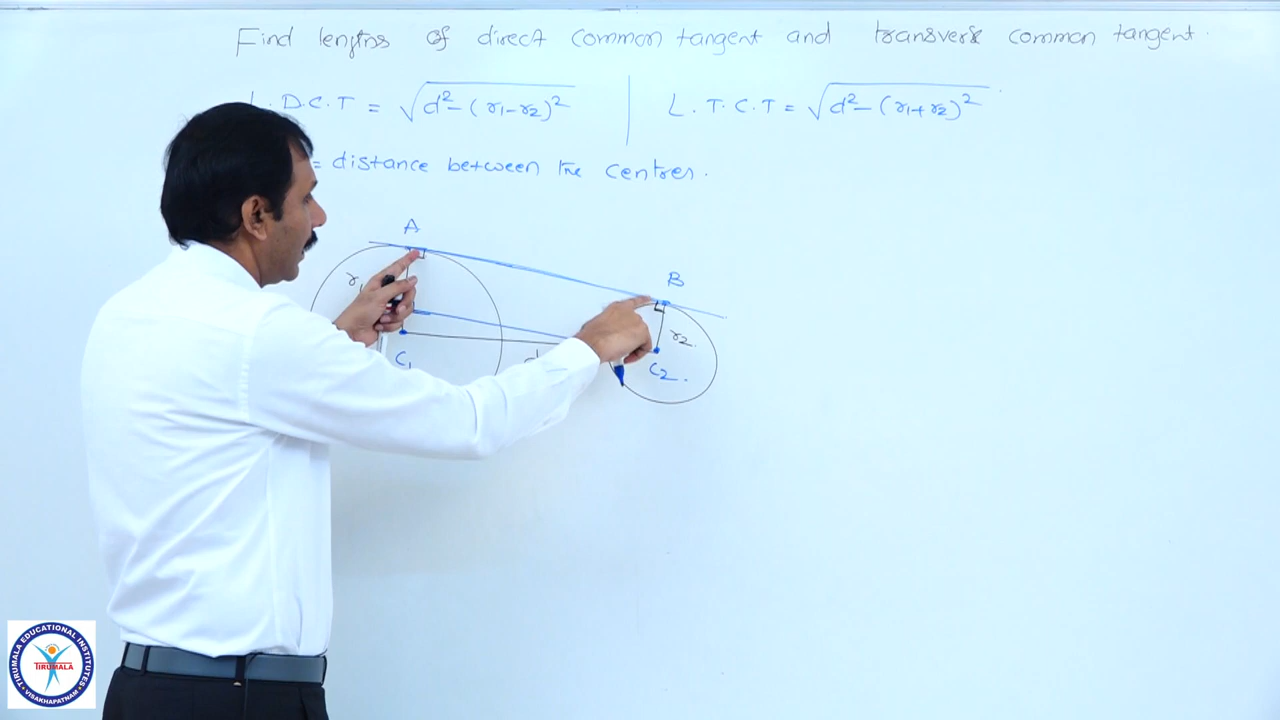 Find lengths of direct common tangent and transverse common tangent.
L. D.C.T = √d²-(r1-r2)² | L. T. C. T = √d²-(r1+r2)²
= distance between the centres.
A
B
r1
r2.
C1
d
C2.
TIRUMALA EDUCATIONAL INSTITUTES
TIRUMALA
VISAKHAPATNAM